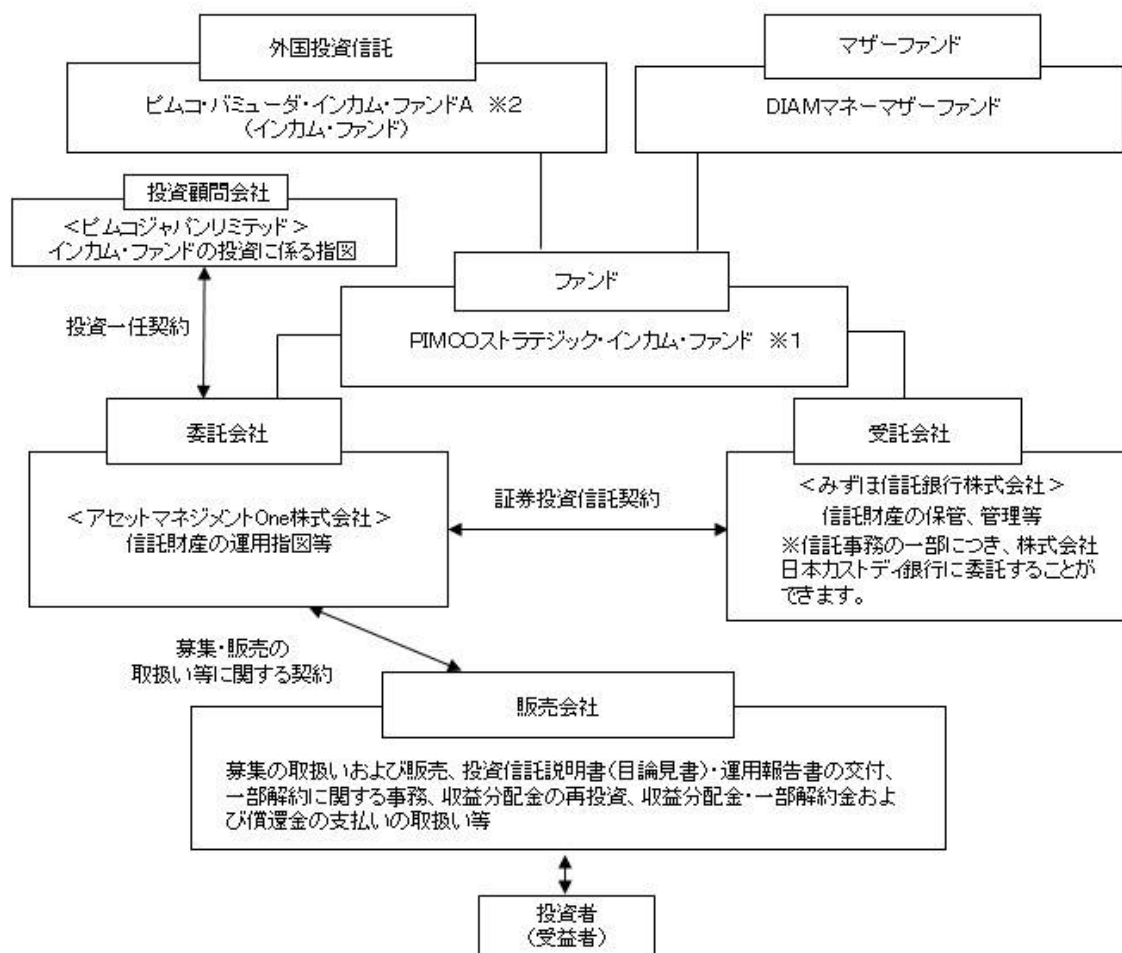 外国投資信託
ピムコ・バミューダ・インカム・ファンドA ※2
(インカム・ファンド)
マザーファンド
DIAMマネーマザーファンド
投資顧問会社
＜ピムコジャパンリミテッド＞
インカム・ファンドの投資に係る指図
ファンド
PIMCOストラテジック・インカム・ファンド ※1
投資一任契約
委託会社
＜アセットマネジメントOne株式会社＞
信託財産の運用指図等
証券投資信託契約
受託会社
＜みずほ信託銀行株式会社＞
信託財産の保管、管理等
※信託事務の一部につき、株式会社
日本カストディ銀行に委託することが
できます。
募集・販売の
取扱い等に関する契約
販売会社
募集の取扱いおよび販売、投資信託説明書(目論見書)・運用報告書の交付、
一部解約に関する事務、収益分配金の再投資、収益分配金・一部解約金およ
び償還金の支払いの取扱い等
投資者
(受益者)